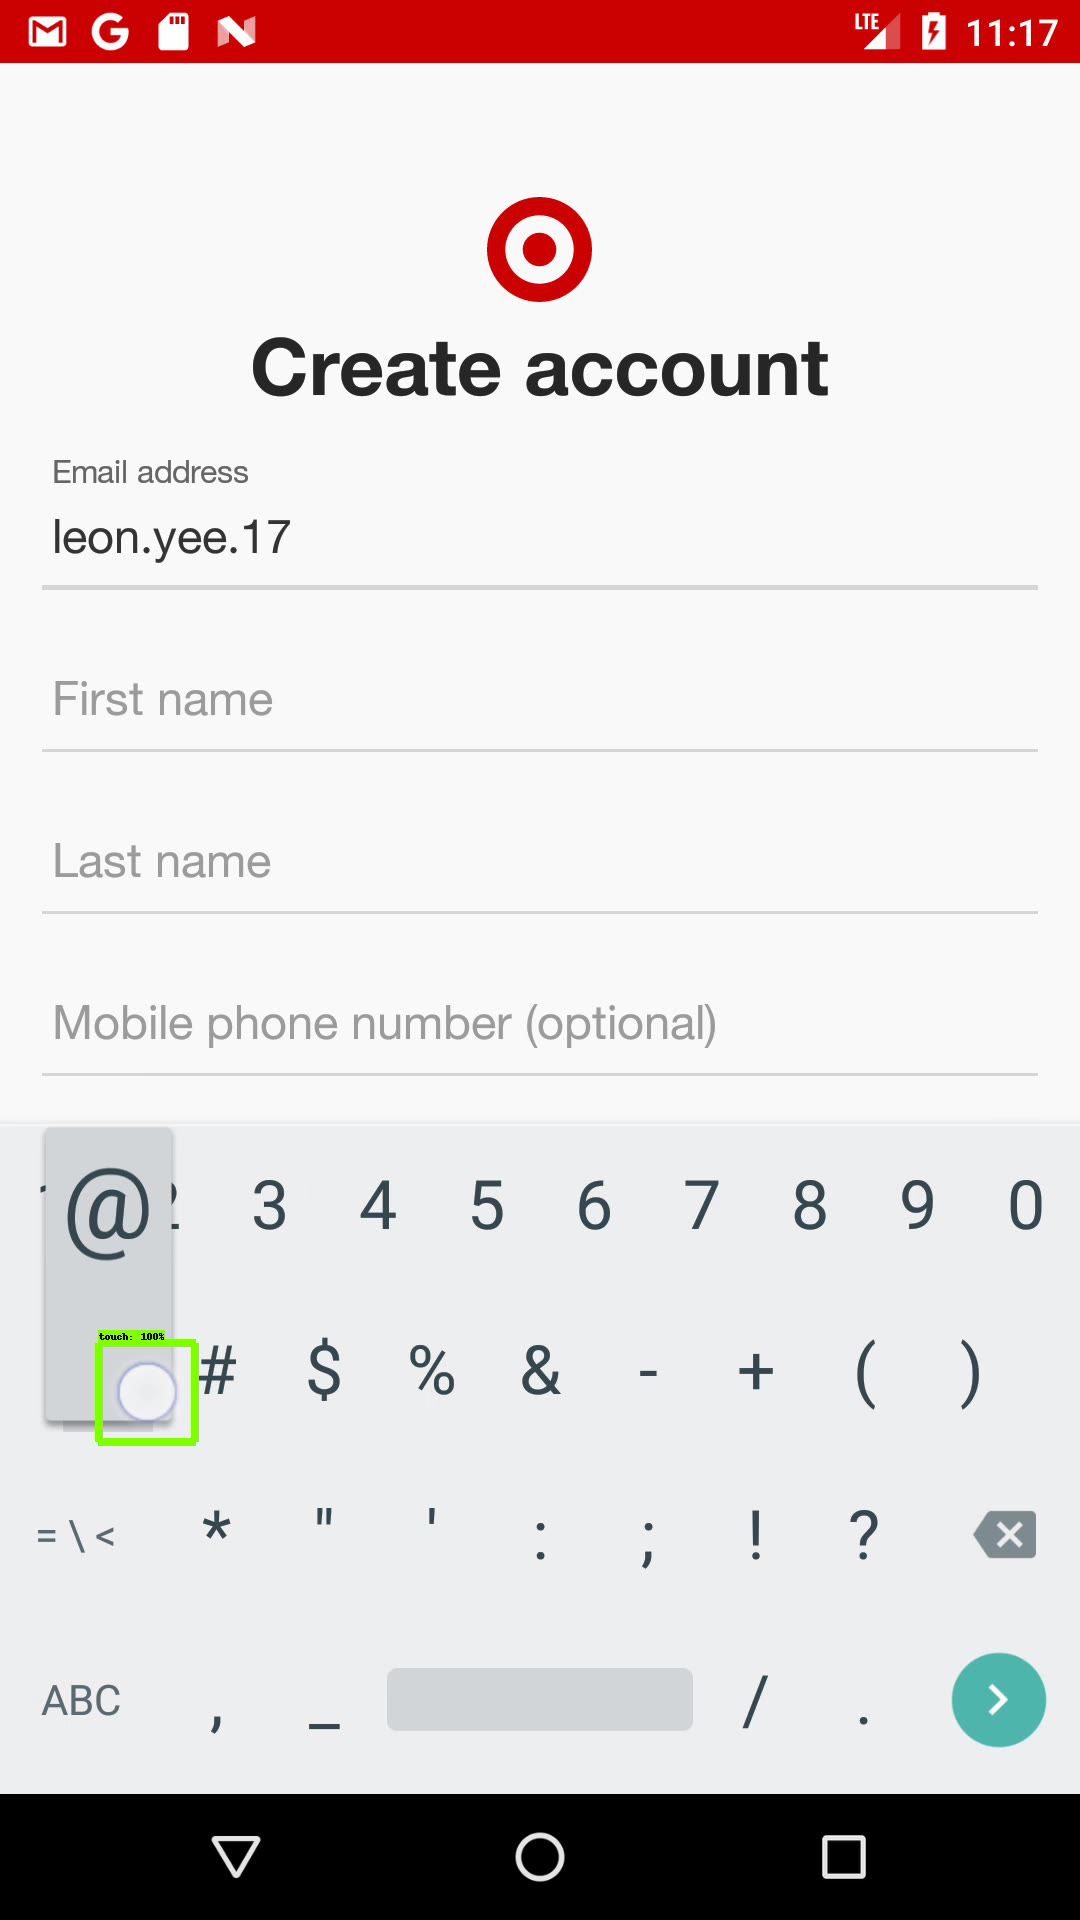 LTE 11:17
Create account
Email address
leon.yee.17
First name
Last name
Mobile phone number (optional)
@ 3 4 5 6 7 8 9 0
touch: 100%
# $ % & - + ( )
= \ < * " ' : ; ! ?
ABC , _ / .